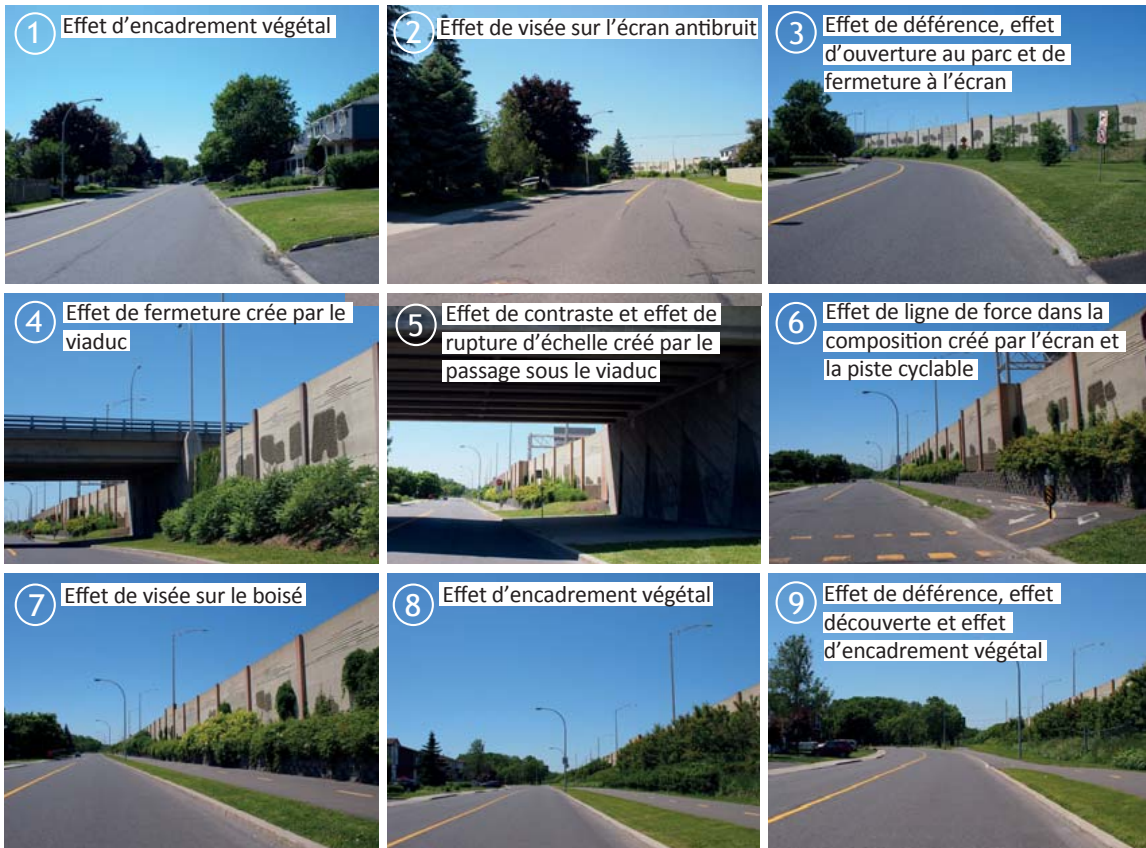 1 Effet d'encadrement végétal
2 Effet de visée sur l'écran antibruit
3 Effet de déférence, effet
d'ouverture au parc et de
fermeture à l'écran
4 Effet de fermeture crée par le
viaduc
5 Effet de contraste et effet de
rupture d'échelle créé par le
passage sous le viaduc
6 Effet de ligne de force dans la
composition créé par l'écran et
la piste cyclable
7 Effet de visée sur le boisé
8 Effet d'encadrement végétal
9 Effet de déférence, effet
découverte et effet
d'encadrement végétal